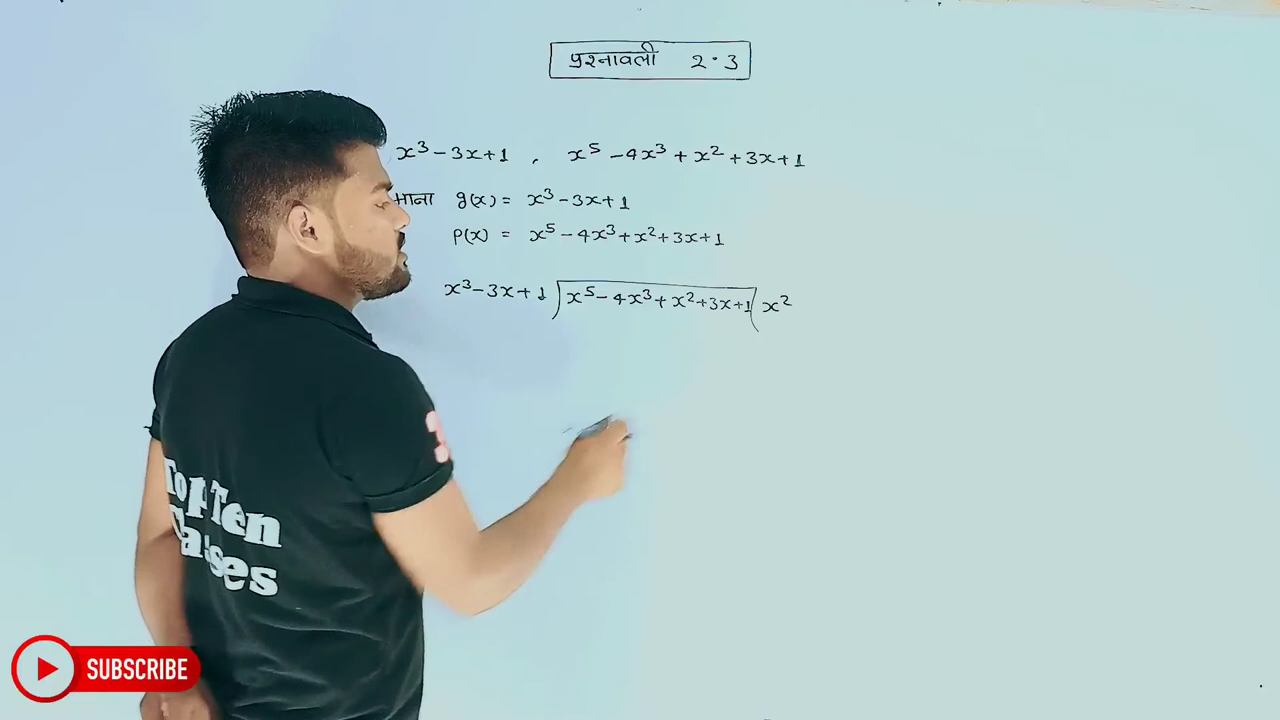 प्रश्नावली 2.3
x³-3x+1 , x⁵-4x³+x²+3x+1
माना g(x) = x³-3x+1
p(x) = x⁵-4x³+x²+3x+1
x³-3x+1 ) x⁵-4x³+x²+3x+1 ( x²
3
Top Ten
Classes
SUBSCRIBE